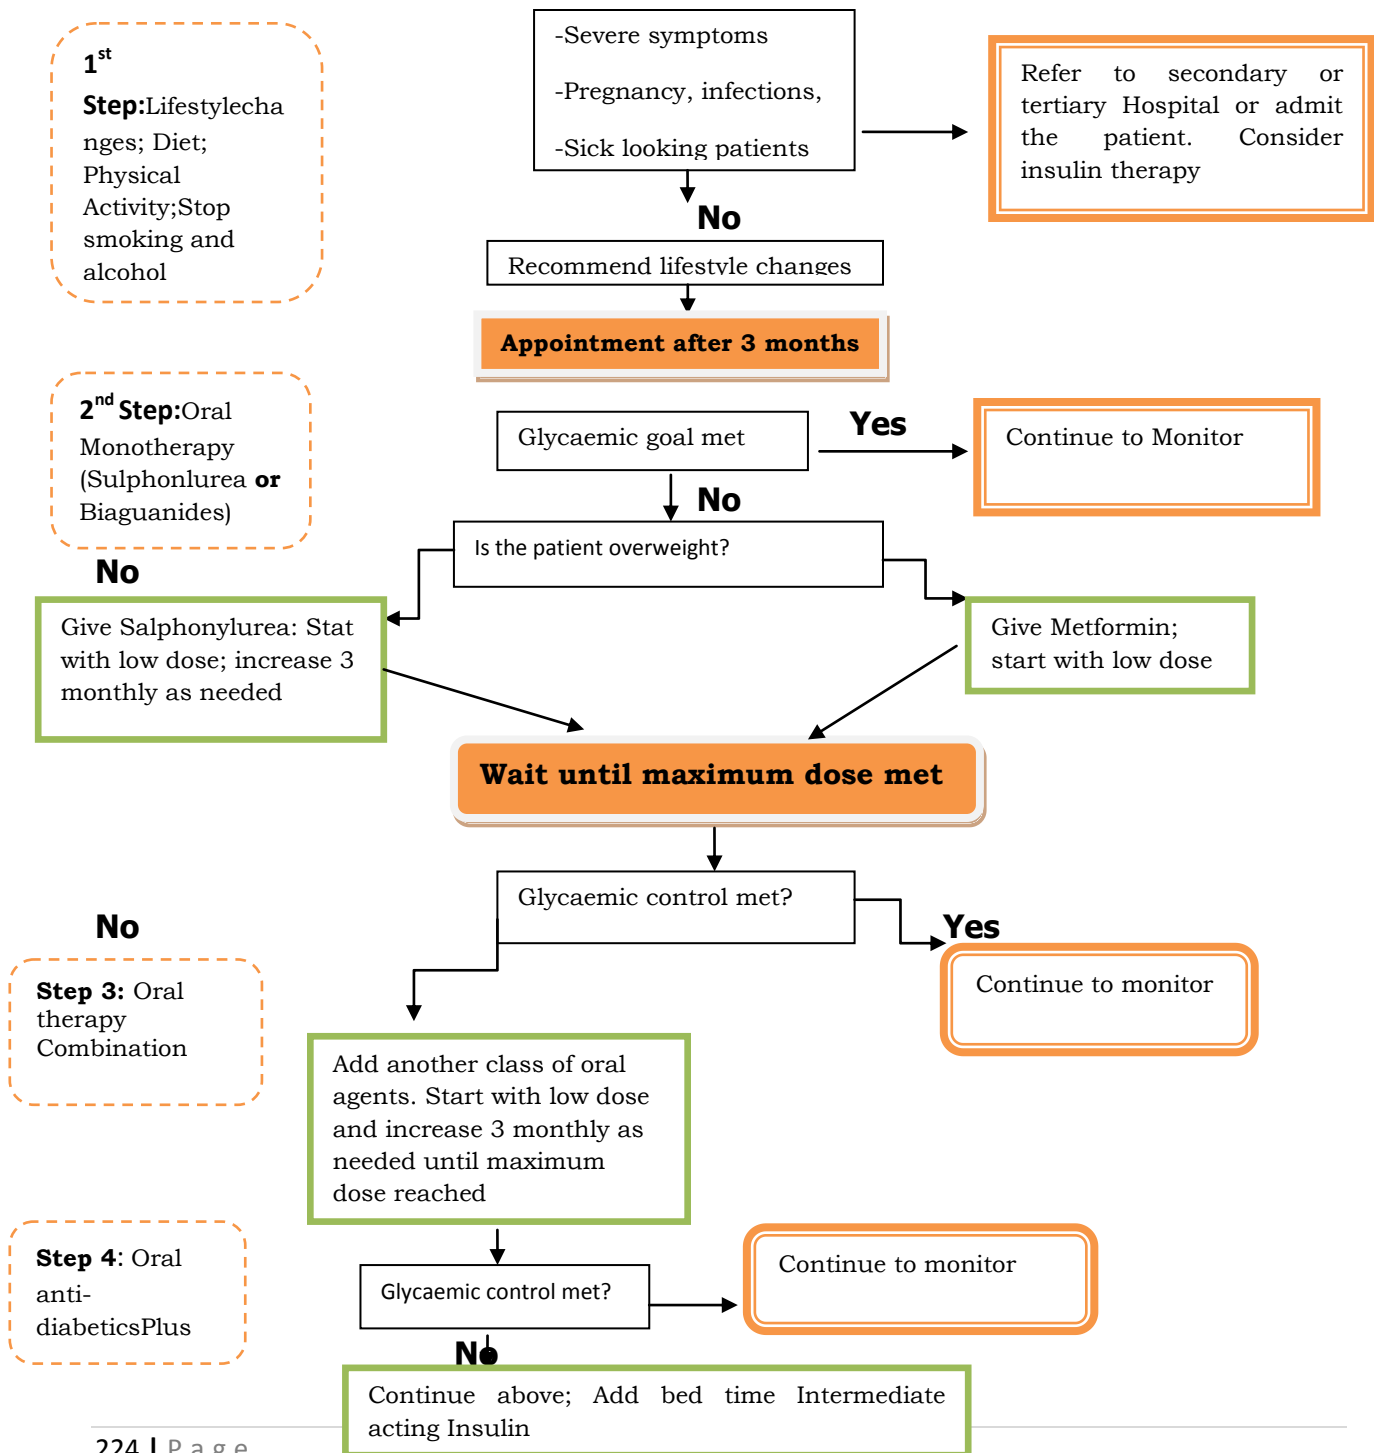 1st
Step:Lifestylecha
nges; Diet;
Physical
Activity;Stop
smoking and
alcohol
-Severe symptoms
-Pregnancy, infections,
-Sick looking patients
Refer to secondary or
tertiary Hospital or admit
the patient. Consider
insulin therapy
No
Recommend lifestyle changes
Appointment after 3 months
2nd Step:Oral
Monotherapy
(Sulphonlurea or
Biaguanides)
Glycaemic goal met
Yes
Continue to Monitor
No
Is the patient overweight?
No
Give Salphonylurea: Stat
with low dose; increase 3
monthly as needed
Give Metformin;
start with low dose
Wait until maximum dose met
Glycaemic control met?
No
Yes
Step 3: Oral
therapy
Combination
Continue to monitor
Add another class of oral
agents. Start with low dose
and increase 3 monthly as
needed until maximum
dose reached
Step 4: Oral
anti-
diabeticsPlus
Glycaemic control met?
Continue to monitor
No
Continue above; Add bed time Intermediate
acting Insulin
224 | Page